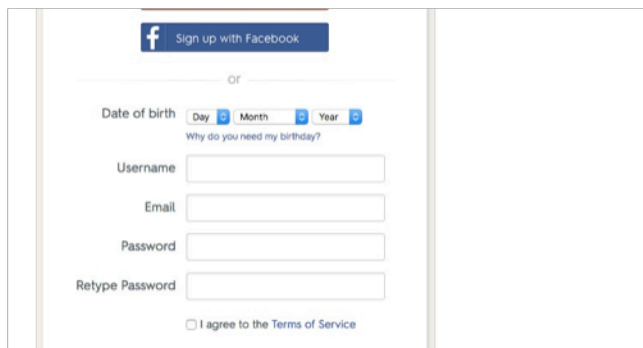 f Sign up with Facebook
or
Date of birth Day Month Year
Why do you need my birthday?
Username
Email
Password
Retype Password
I agree to the Terms of Service